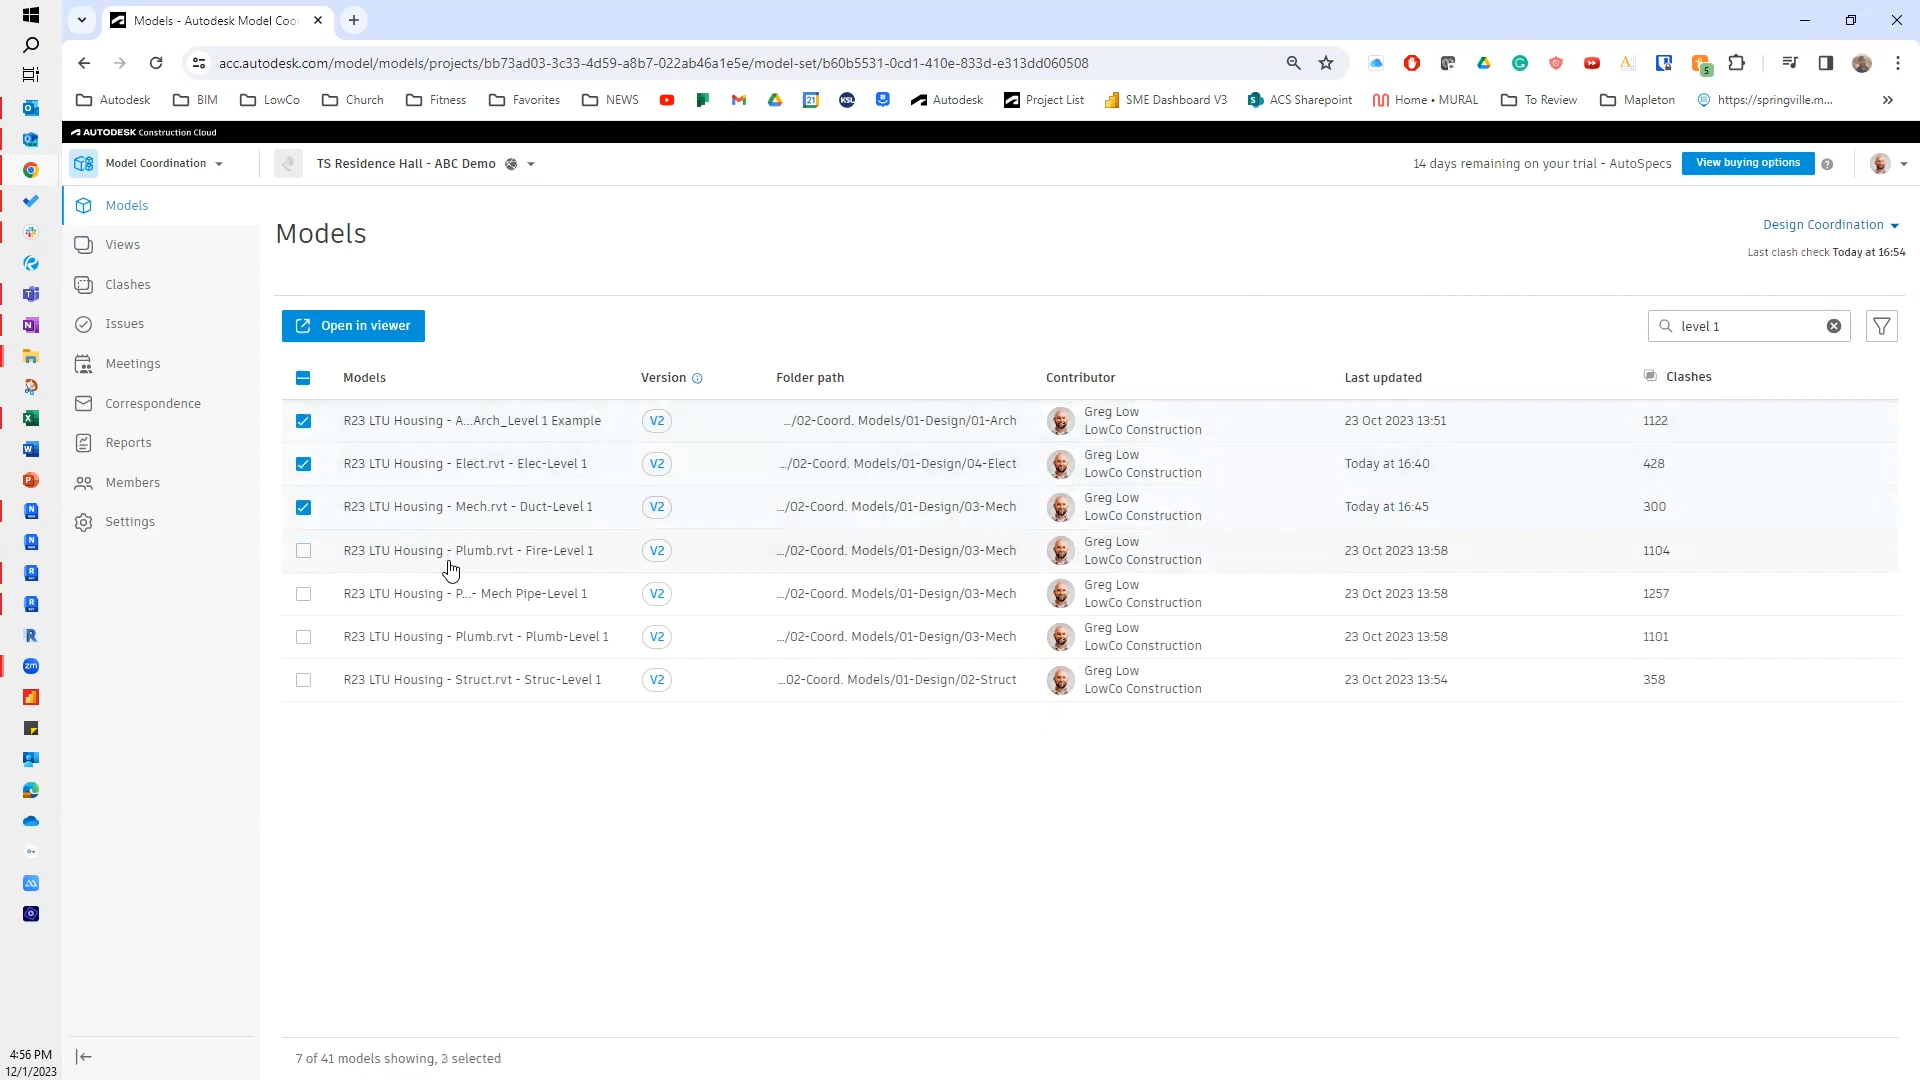 Models - Autodesk Model Coor
acc.autodesk.com/model/models/projects/bb73ad03-3c33-4d59-a8b7-022ab46a1e5e/model-set/b60b5531-0cd1-410e-833d-e313dd060508
5
Autodesk BIM LowCo Church Fitness Favorites NEWS 21 KSL Autodesk Project List SME Dashboard V3 ACS Sharepoint Home • MURAL To Review Mapleton https://springville.m...
AUTODESK Construction Cloud
Model Coordination TS Residence Hall - ABC Demo 14 days remaining on your trial - AutoSpecs View buying options
Models
Views
Clashes
Issues
Meetings
Correspondence
Reports
Members
Settings
Models
Design Coordination
Last clash check Today at 16:54
Open in viewer
level 1
Models Version Folder path Contributor Last updated Clashes
R23 LTU Housing - A...Arch_Level 1 Example V2 .../02-Coord. Models/01-Design/01-Arch Greg Low LowCo Construction 23 Oct 2023 13:51 1122
R23 LTU Housing - Elect.rvt - Elec-Level 1 V2 .../02-Coord. Models/01-Design/04-Elect Greg Low LowCo Construction Today at 16:40 428
R23 LTU Housing - Mech.rvt - Duct-Level 1 V2 .../02-Coord. Models/01-Design/03-Mech Greg Low LowCo Construction Today at 16:45 300
R23 LTU Housing - Plumb.rvt - Fire-Level 1 V2 .../02-Coord. Models/01-Design/03-Mech Greg Low LowCo Construction 23 Oct 2023 13:58 1104
R23 LTU Housing - P...- Mech Pipe-Level 1 V2 .../02-Coord. Models/01-Design/03-Mech Greg Low LowCo Construction 23 Oct 2023 13:58 1257
R23 LTU Housing - Plumb.rvt - Plumb-Level 1 V2 .../02-Coord. Models/01-Design/03-Mech Greg Low LowCo Construction 23 Oct 2023 13:58 1101
R23 LTU Housing - Struct.rvt - Struc-Level 1 V2 ...02-Coord. Models/01-Design/02-Struct Greg Low LowCo Construction 23 Oct 2023 13:54 358
7 of 41 models showing, 3 selected
4:56 PM
12/1/2023